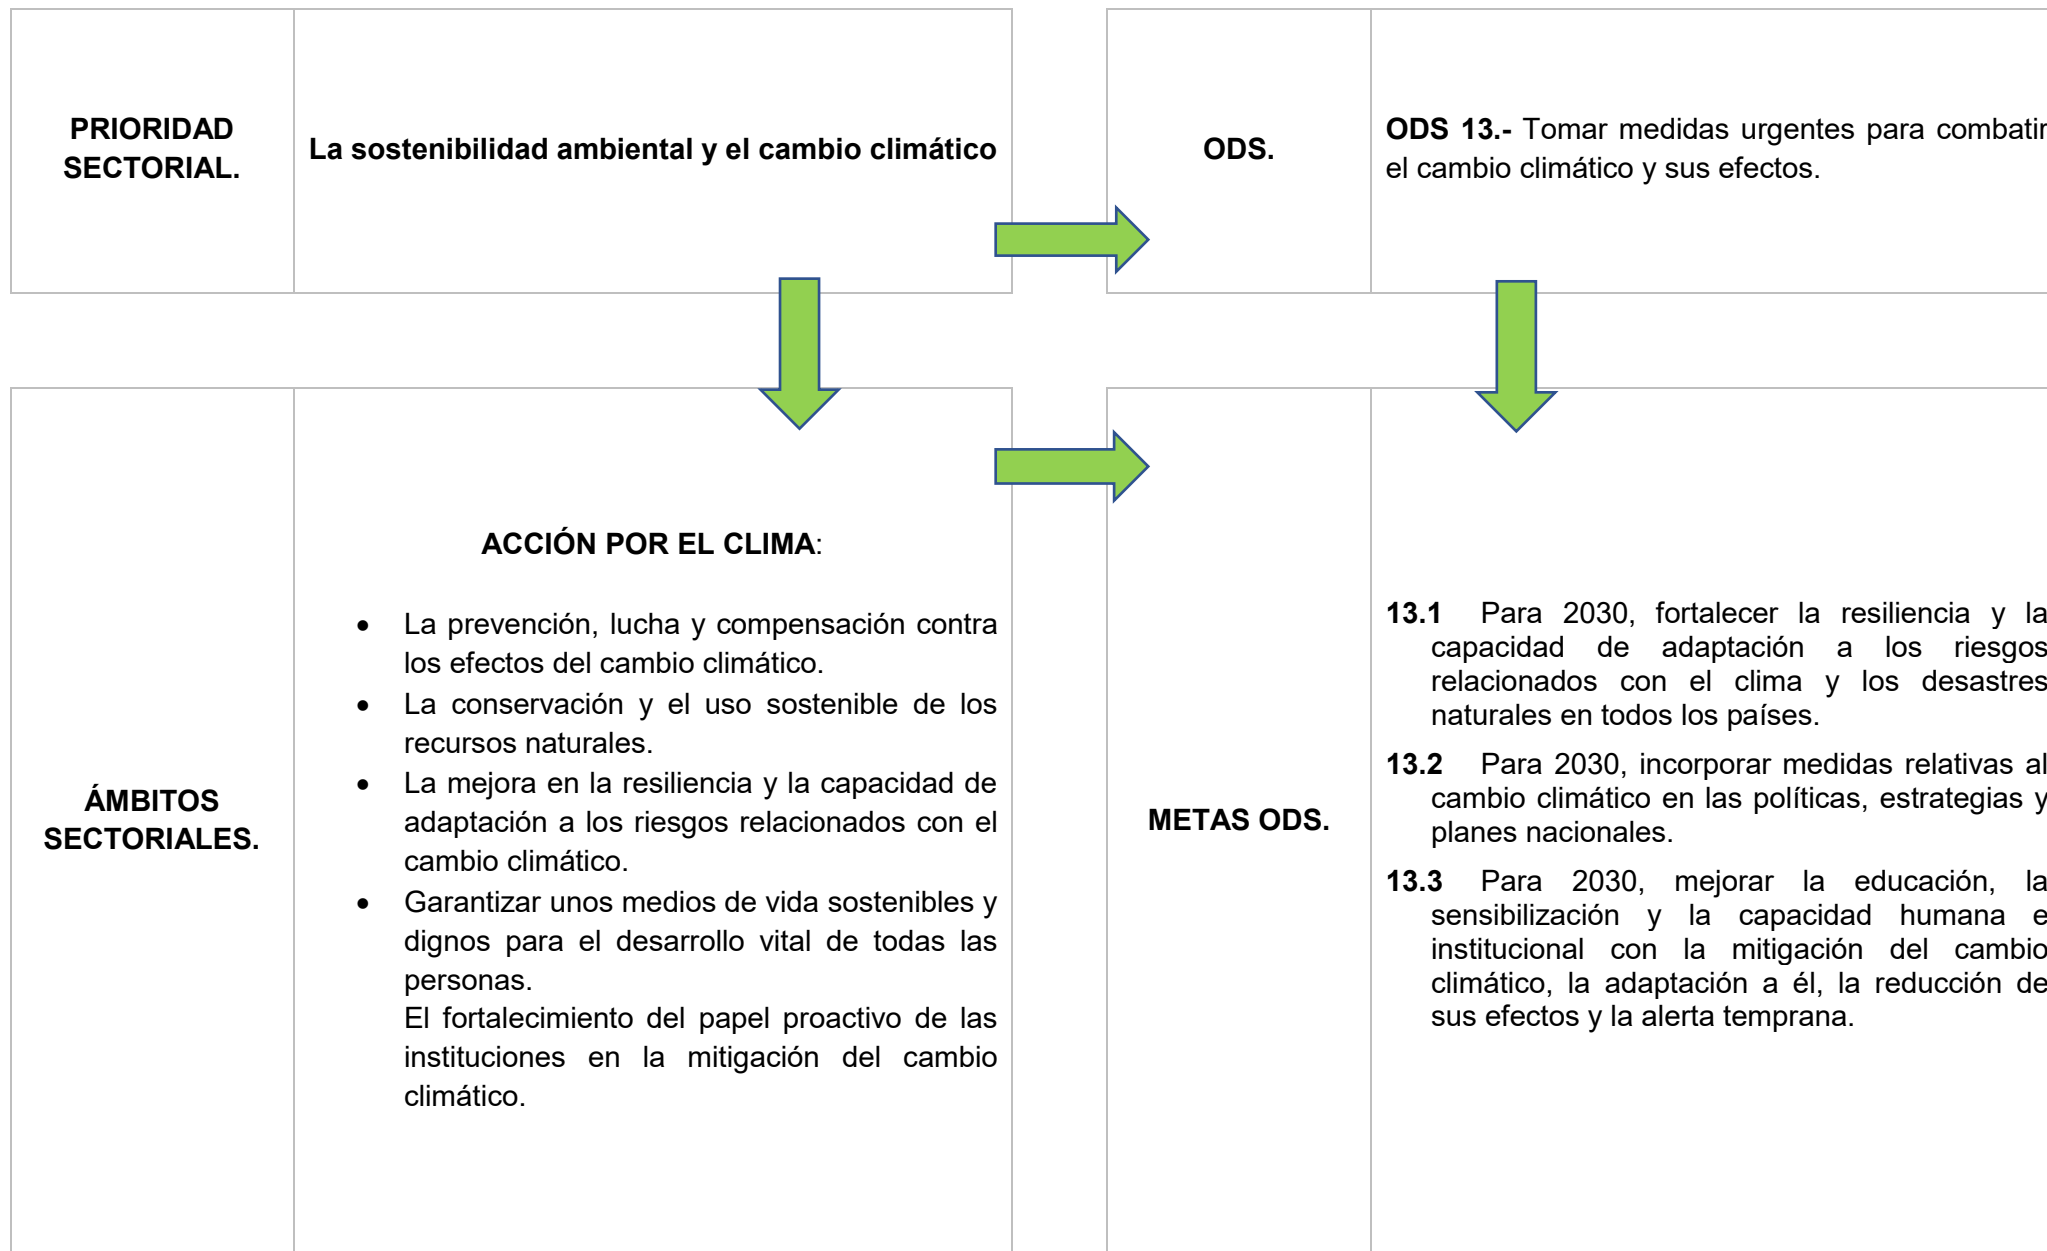 PRIORIDAD
SECTORIAL.
La sostenibilidad ambiental y el cambio climático
ODS.
ODS 13.- Tomar medidas urgentes para combatir
el cambio climático y sus efectos.
ÁMBITOS
SECTORIALES.
ACCIÓN POR EL CLIMA:
• La prevención, lucha y compensación contra
los efectos del cambio climático.
• La conservación y el uso sostenible de los
recursos naturales.
• La mejora en la resiliencia y la capacidad de
adaptación a los riesgos relacionados con el
cambio climático.
• Garantizar unos medios de vida sostenibles y
dignos para el desarrollo vital de todas las
personas.
El fortalecimiento del papel proactivo de las
instituciones en la mitigación del cambio
climático.
METAS ODS.
13.1 Para 2030, fortalecer la resiliencia y la
capacidad de adaptación a los riesgos
relacionados con el clima y los desastres
naturales en todos los países.
13.2 Para 2030, incorporar medidas relativas al
cambio climático en las políticas, estrategias y
planes nacionales.
13.3 Para 2030, mejorar la educación, la
sensibilización y la capacidad humana e
institucional con la mitigación del cambio
climático, la adaptación a él, la reducción de
sus efectos y la alerta temprana.